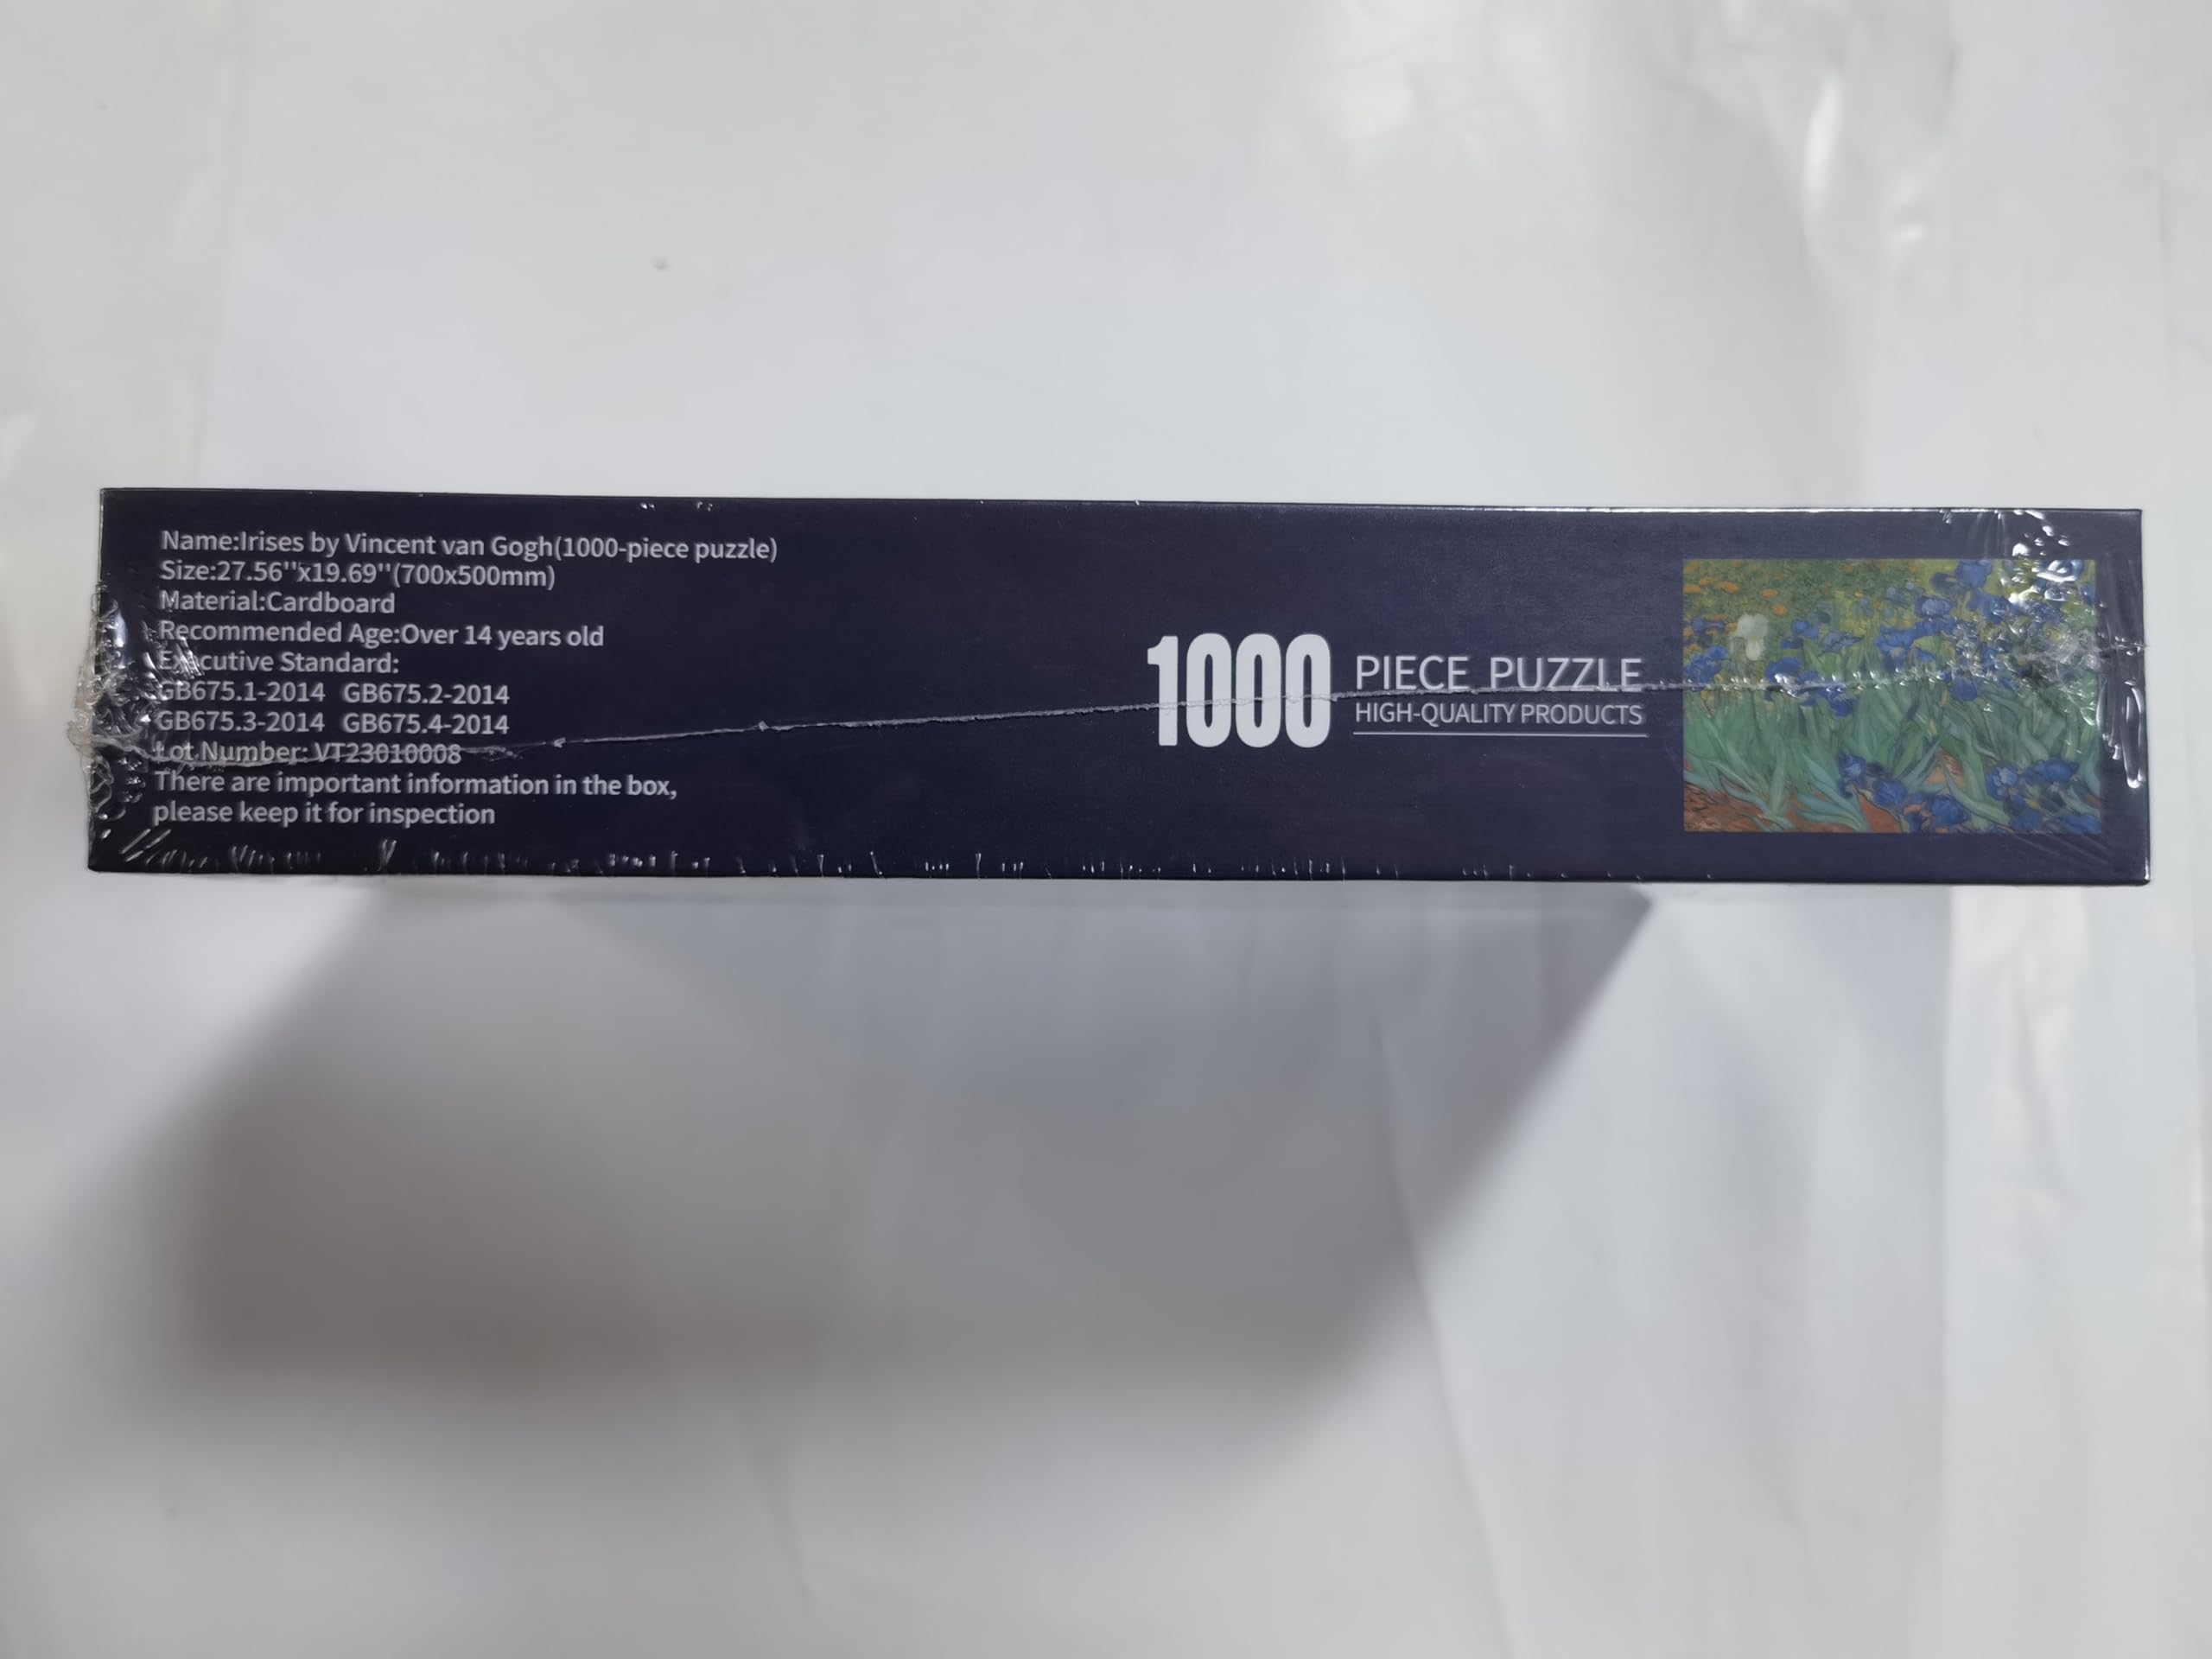 Name:Irises by Vincent van Gogh(1000-piece puzzle)
Size:27.56''x19.69''(700x500mm)
Material:Cardboard
Recommended Age:Over 14 years old
Executive Standard:
GB675.1-2014 GB675.2-2014
GB675.3-2014 GB675.4-2014
Lot Number: VT23010008
There are important information in the box,
please keep it for inspection
1000 PIECE PUZZLE
HIGH-QUALITY PRODUCTS